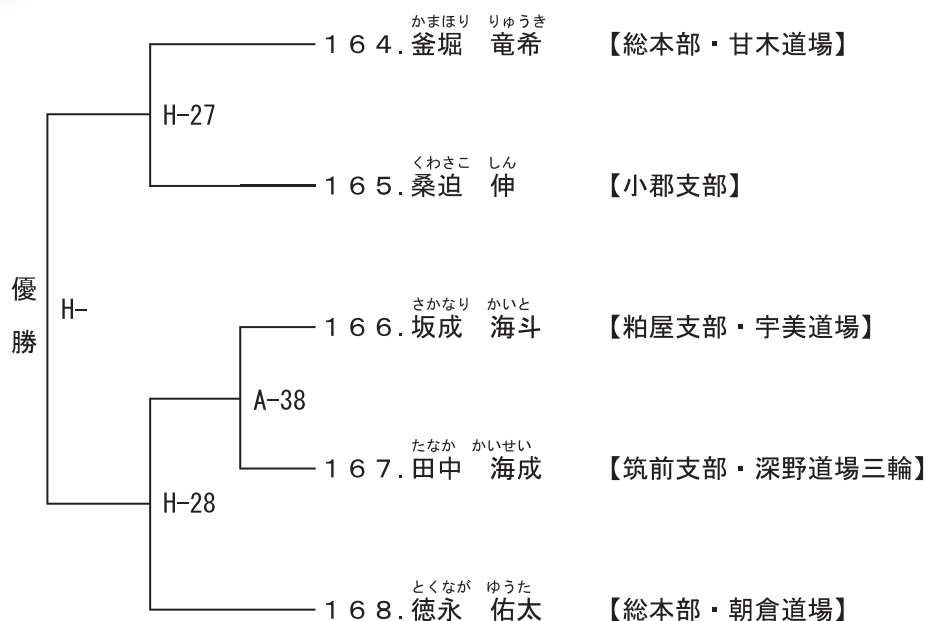 かまほり りゅうき
１６４.釜堀 竜希 【総本部・甘木道場】
H-27
くわさこ しん
１６５.桑迫 伸 【小郡支部】
優勝
H-
さかなり かいと
１６６.坂成 海斗 【粕屋支部・宇美道場】
A-38
たなか かいせい
１６７.田中 海成 【筑前支部・深野道場三輪】
H-28
とくなが ゆうた
１６８.徳永 佑太 【総本部・朝倉道場】